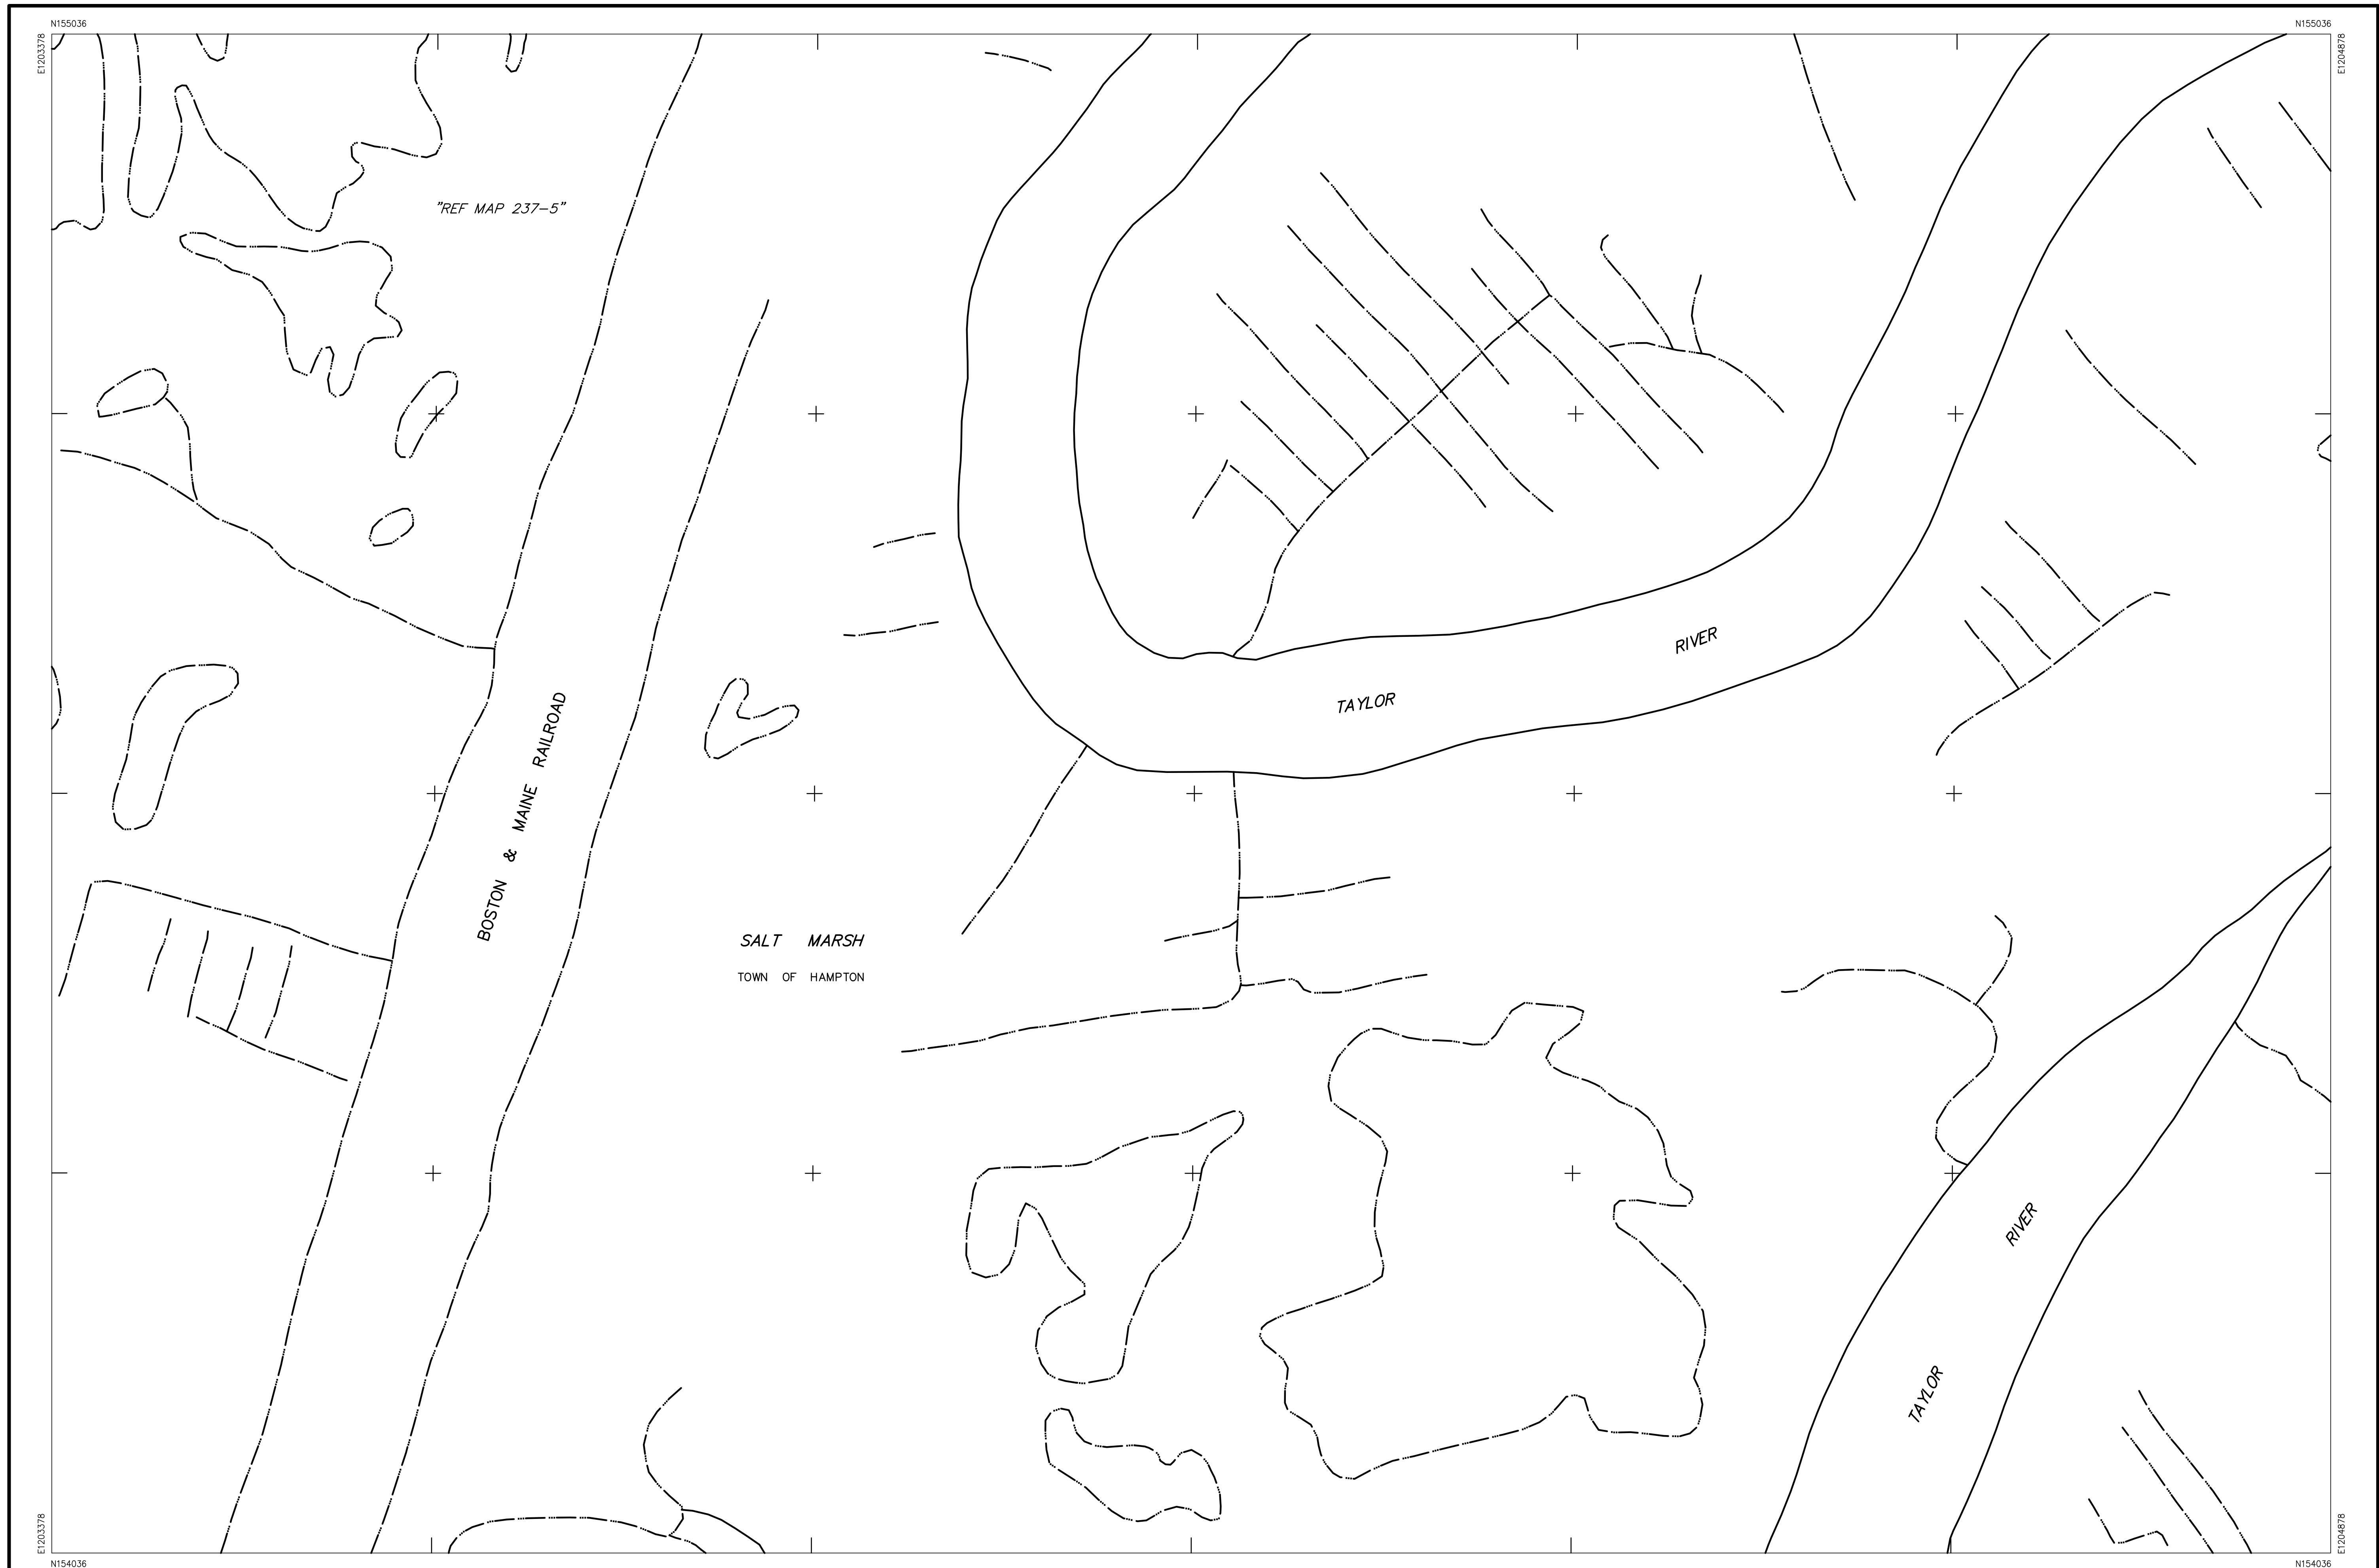 N155036
N155036
E1203378
E1204878
"REF MAP 237-5"
RIVER
TAYLOR
BOSTON & MAINE RAILROAD
SALT MARSH
TOWN OF HAMPTON
RIVER
TAYLOR
E1203378
E1204878
N154036
N154036